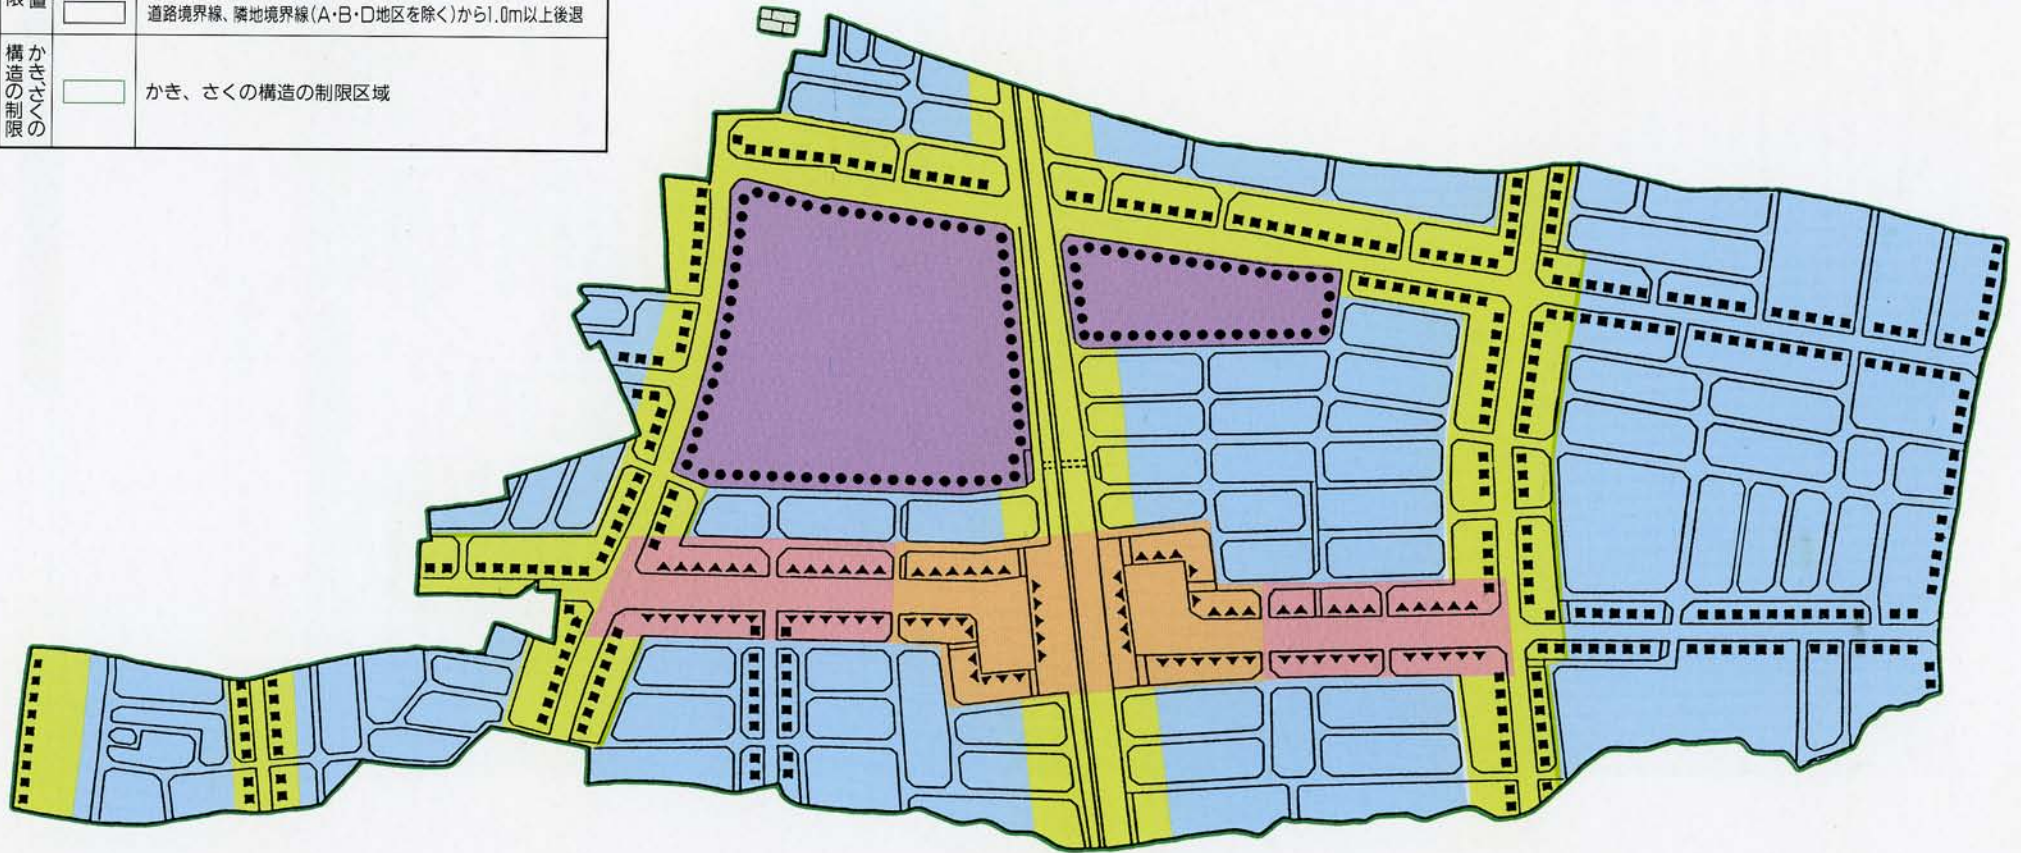 限
置
道路境界線、隣地境界線(A・B・D地区を除く)から1.0m以上後退
かき、さくの
構造の制限
かき、さくの構造の制限区域